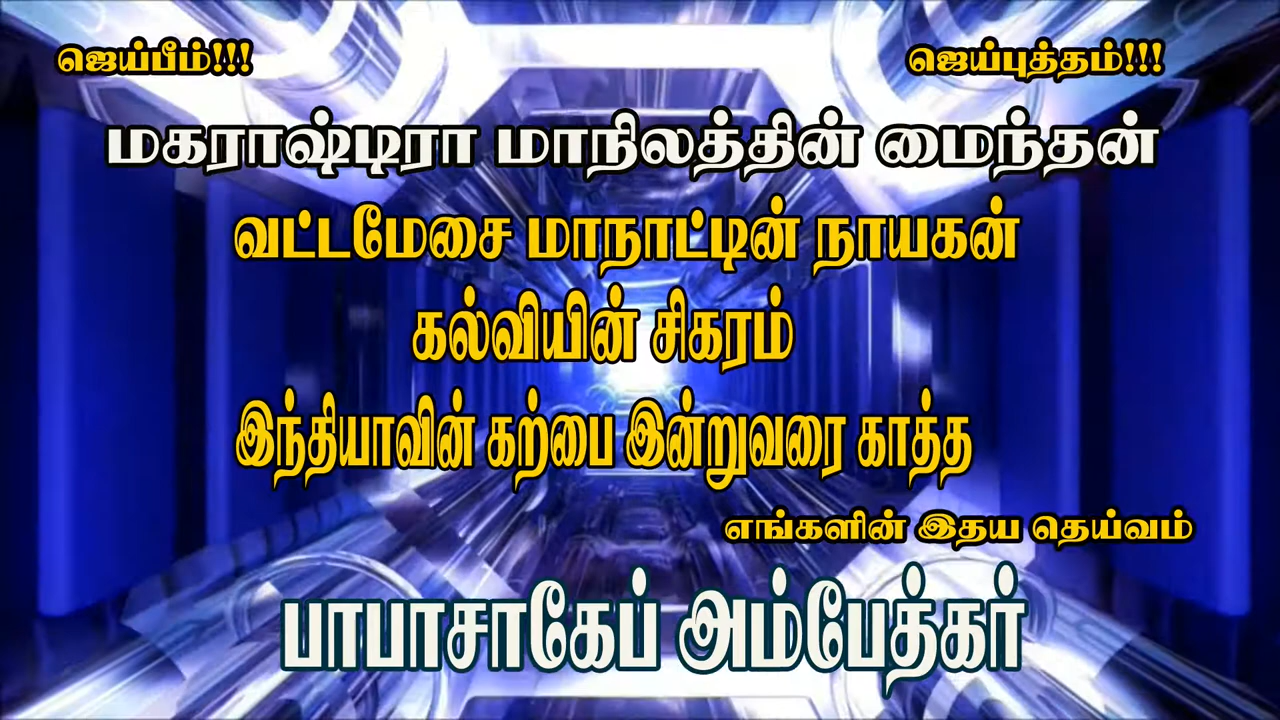 ஜெய்பீம்!!! ஜெய்புத்தம்!!!
மகராஷ்டிரா மாநிலத்தின் மைந்தன்
வட்டமேசை மாநாட்டின் நாயகன்
கல்வியின் சிகரம்
இந்தியாவின் கற்பை இன்றுவரை காத்த
எங்களின் இதய தெய்வம்
பாபாசாகேப் அம்பேத்கர்